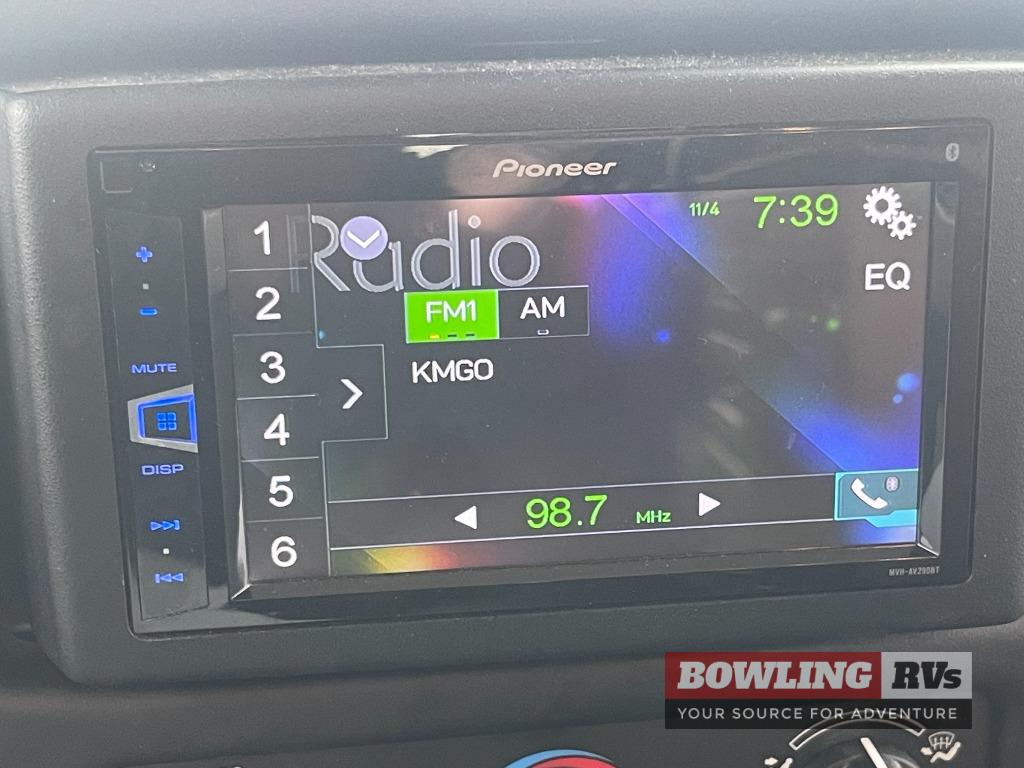 Pioneer
11/4
7:39
Radio
EQ
FM1
AM
KMGO
1
2
3
4
5
6
98.7
MHz
MUTE
DISP
MVH-AV290BT
BOWLING RVs
YOUR SOURCE FOR ADVENTURE